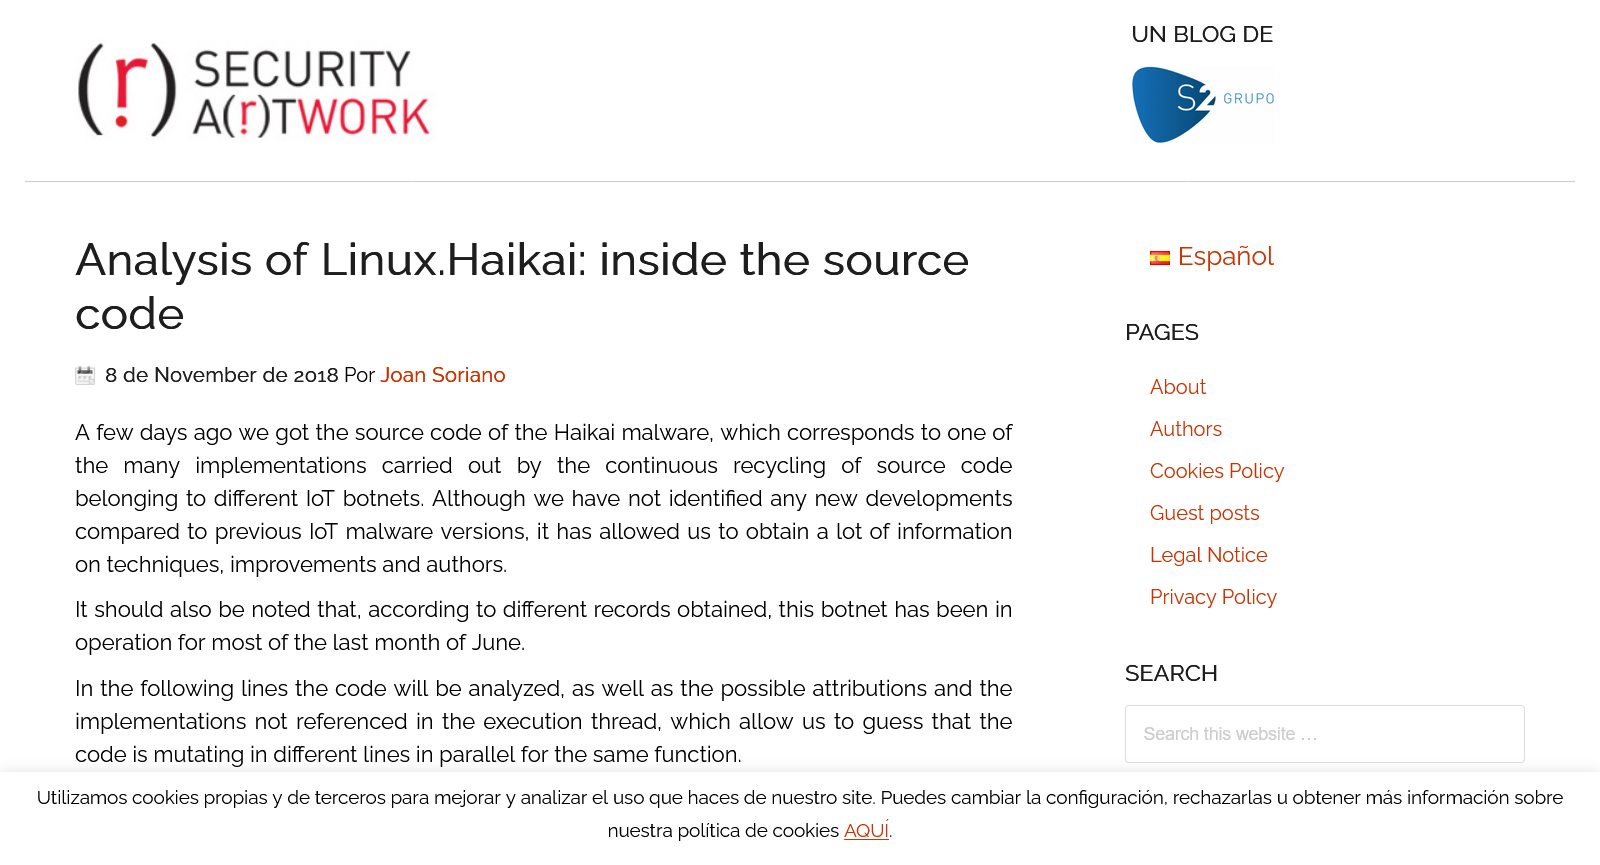 (r) SECURITY
A(r)TWORK
UN BLOG DE
S2 GRUPO
Analysis of Linux.Haikai: inside the source
code
8 de November de 2018 Por Joan Soriano
A few days ago we got the source code of the Haikai malware, which corresponds to one of
the many implementations carried out by the continuous recycling of source code
belonging to different IoT botnets. Although we have not identified any new developments
compared to previous IoT malware versions, it has allowed us to obtain a lot of information
on techniques, improvements and authors.
It should also be noted that, according to different records obtained, this botnet has been in
operation for most of the last month of June.
In the following lines the code will be analyzed, as well as the possible attributions and the
implementations not referenced in the execution thread, which allow us to guess that the
code is mutating in different lines in parallel for the same function.
Español
PAGES
About
Authors
Cookies Policy
Guest posts
Legal Notice
Privacy Policy
SEARCH
Search this website …
Utilizamos cookies propias y de terceros para mejorar y analizar el uso que haces de nuestro site. Puedes cambiar la configuración, rechazarlas u obtener más información sobre
nuestra política de cookies AQUÍ.